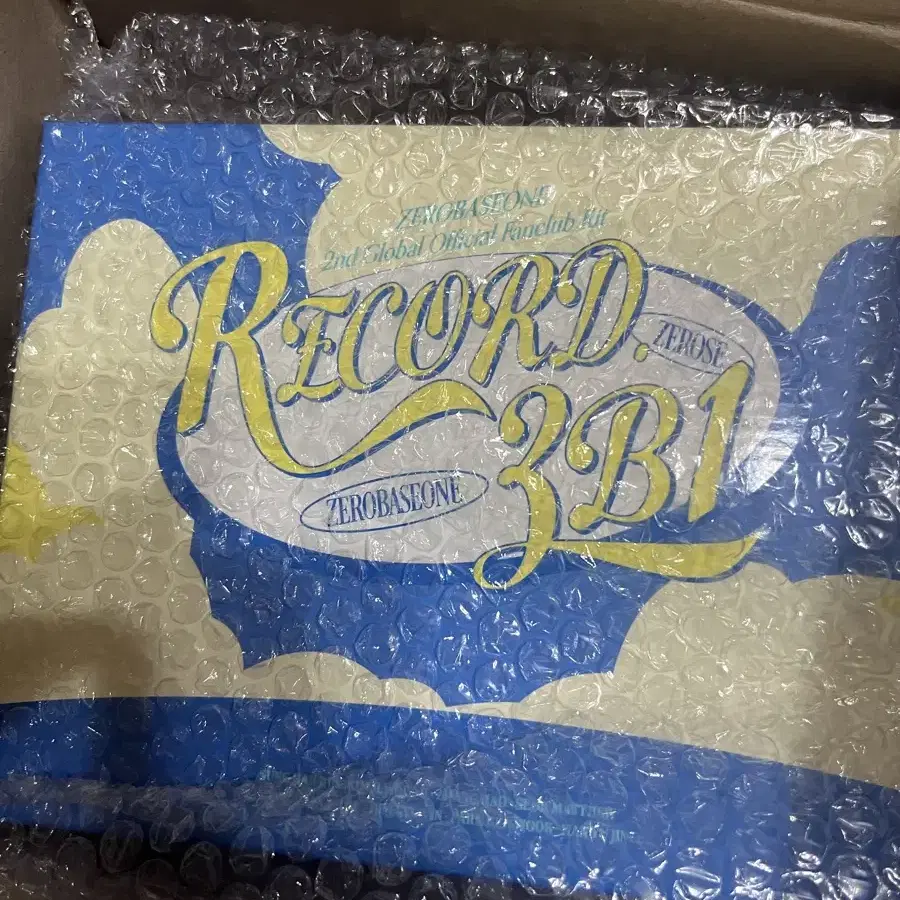 ZEROBASEONE
2nd Global Official Fanclub Kit
RECORD.
ZEROSE
ZB1
ZEROBASEONE